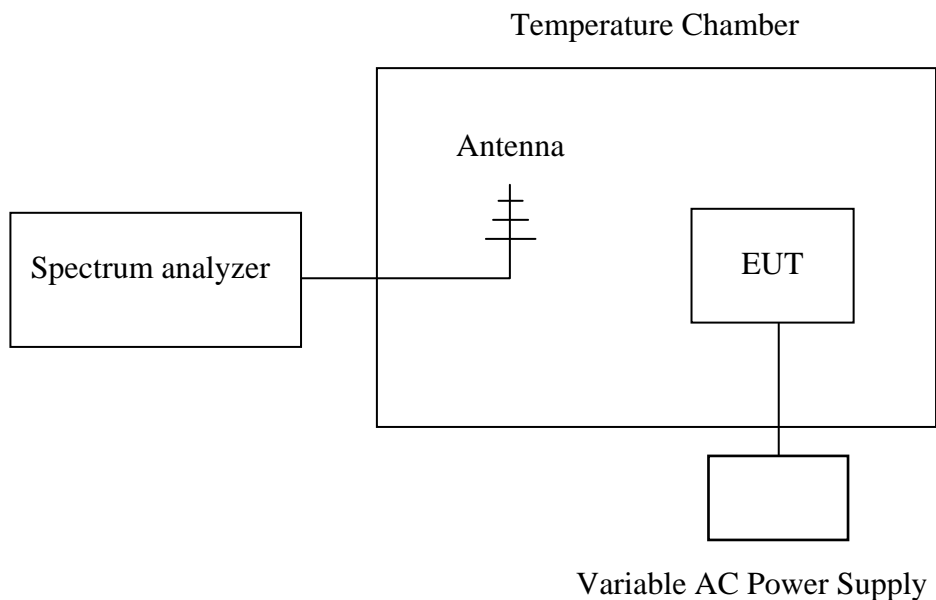 Temperature Chamber
Antenna
Spectrum analyzer
EUT
Variable AC Power Supply